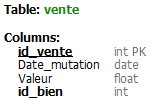 Table: vente
Columns:
id_vente int PK
Date_mutation date
Valeur float
id_bien int